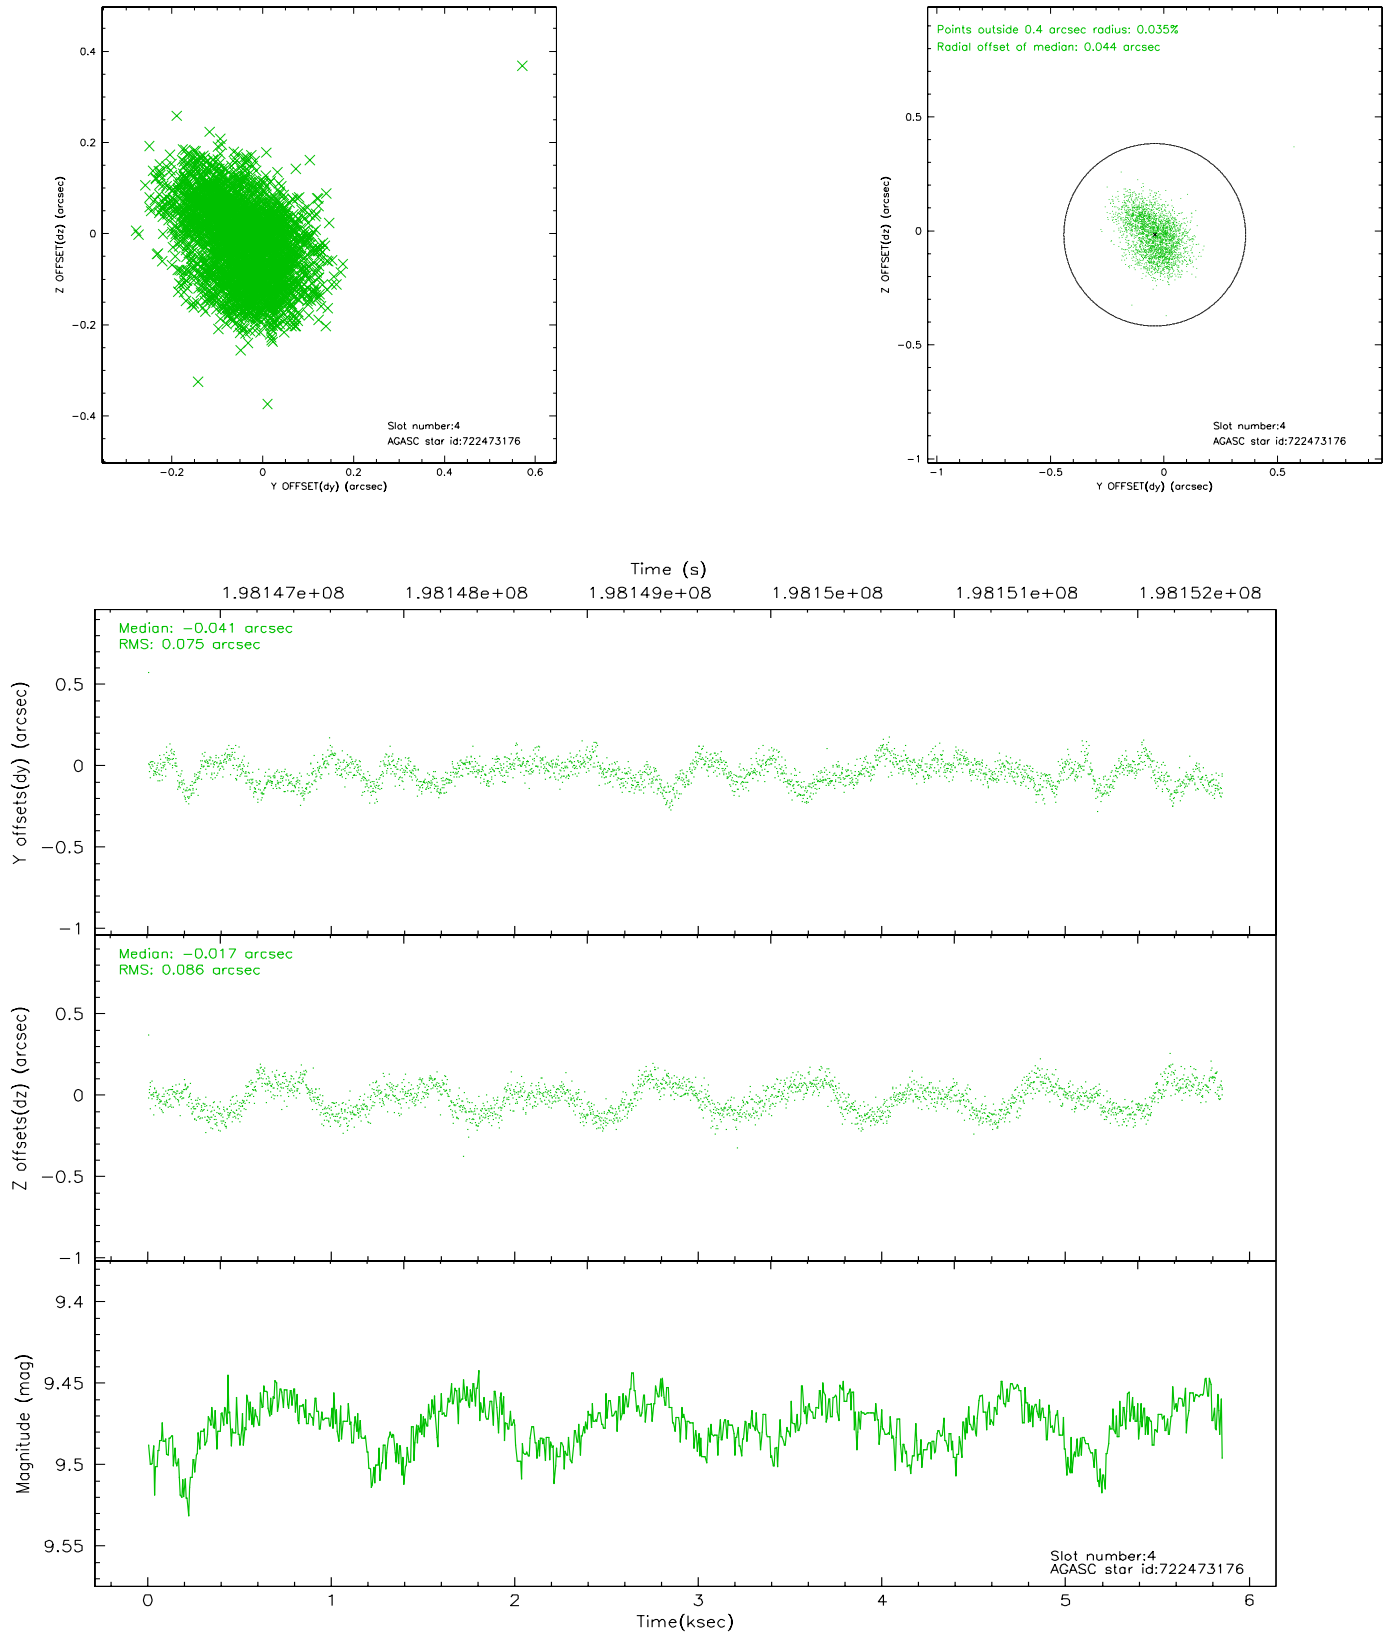 0.4
0.2
0
-0.2
-0.4
Z OFFSET(dz) (arcsec)
Slot number:4
AGASC star id:722473176
-0.2
0
0.2
0.4
0.6
Y OFFSET(dy) (arcsec)
Points outside 0.4 arcsec radius: 0.035%
Radial offset of median: 0.044 arcsec
0.5
0
-0.5
-1
Z OFFSET(dz) (arcsec)
Slot number:4
AGASC star id:722473176
-1
-0.5
0
0.5
Y OFFSET(dy) (arcsec)
Time (s)
1.98147e+08
1.98148e+08
1.98149e+08
1.9815e+08
1.98151e+08
1.98152e+08
Median: -0.041 arcsec
RMS: 0.075 arcsec
0.5
0
-0.5
-1
Y offsets(dy) (arcsec)
Median: -0.017 arcsec
RMS: 0.086 arcsec
0.5
0
-0.5
-1
Z offsets(dz) (arcsec)
9.4
9.45
9.5
9.55
Magnitude (mag)
Slot number:4
AGASC star id:722473176
0
1
2
3
4
5
6
Time(ksec)